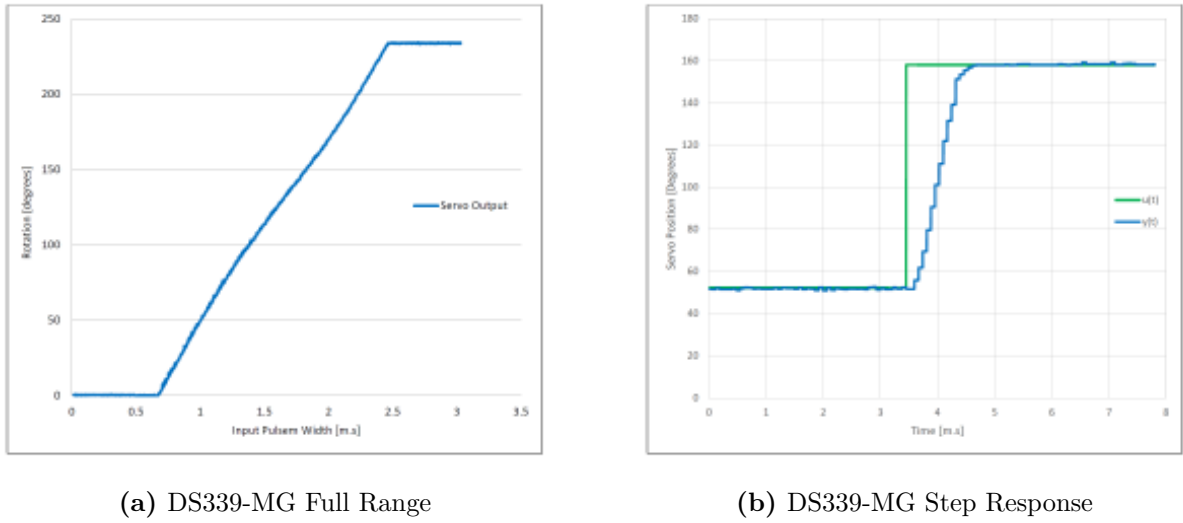 250
200
150
100
50
0
Rotation [degrees]
Servo Output
0 0.5 1 1.5 2 2.5 3 3.5
Input Pulsem Width [m.s]
(a) DS339-MG Full Range
180
160
140
120
100
80
60
40
20
0
Servo Position [Degrees]
u(t)
y(t)
0 1 2 3 4 5 6 7 8
Time [m.s]
(b) DS339-MG Step Response